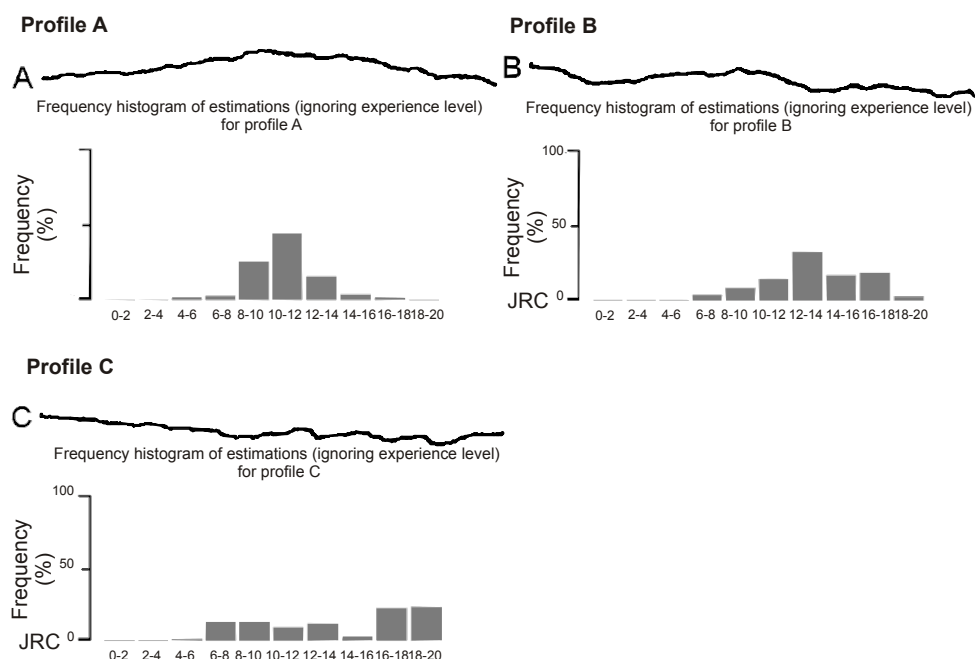 Profile A
A
Frequency histogram of estimations (ignoring experience level)
for profile A
Frequency
(%)
0-2 2-4 4-6 6-8 8-10 10-12 12-14 14-16 16-18 18-20
Profile B
B
Frequency histogram of estimations (ignoring experience level)
for profile B
100
50
0
Frequency
(%)
JRC
0-2 2-4 4-6 6-8 8-10 10-12 12-14 14-16 16-18 18-20
Profile C
C
Frequency histogram of estimations (ignoring experience level)
for profile C
100
50
0
Frequency
(%)
JRC
0-2 2-4 4-6 6-8 8-10 10-12 12-14 14-16 16-18 18-20